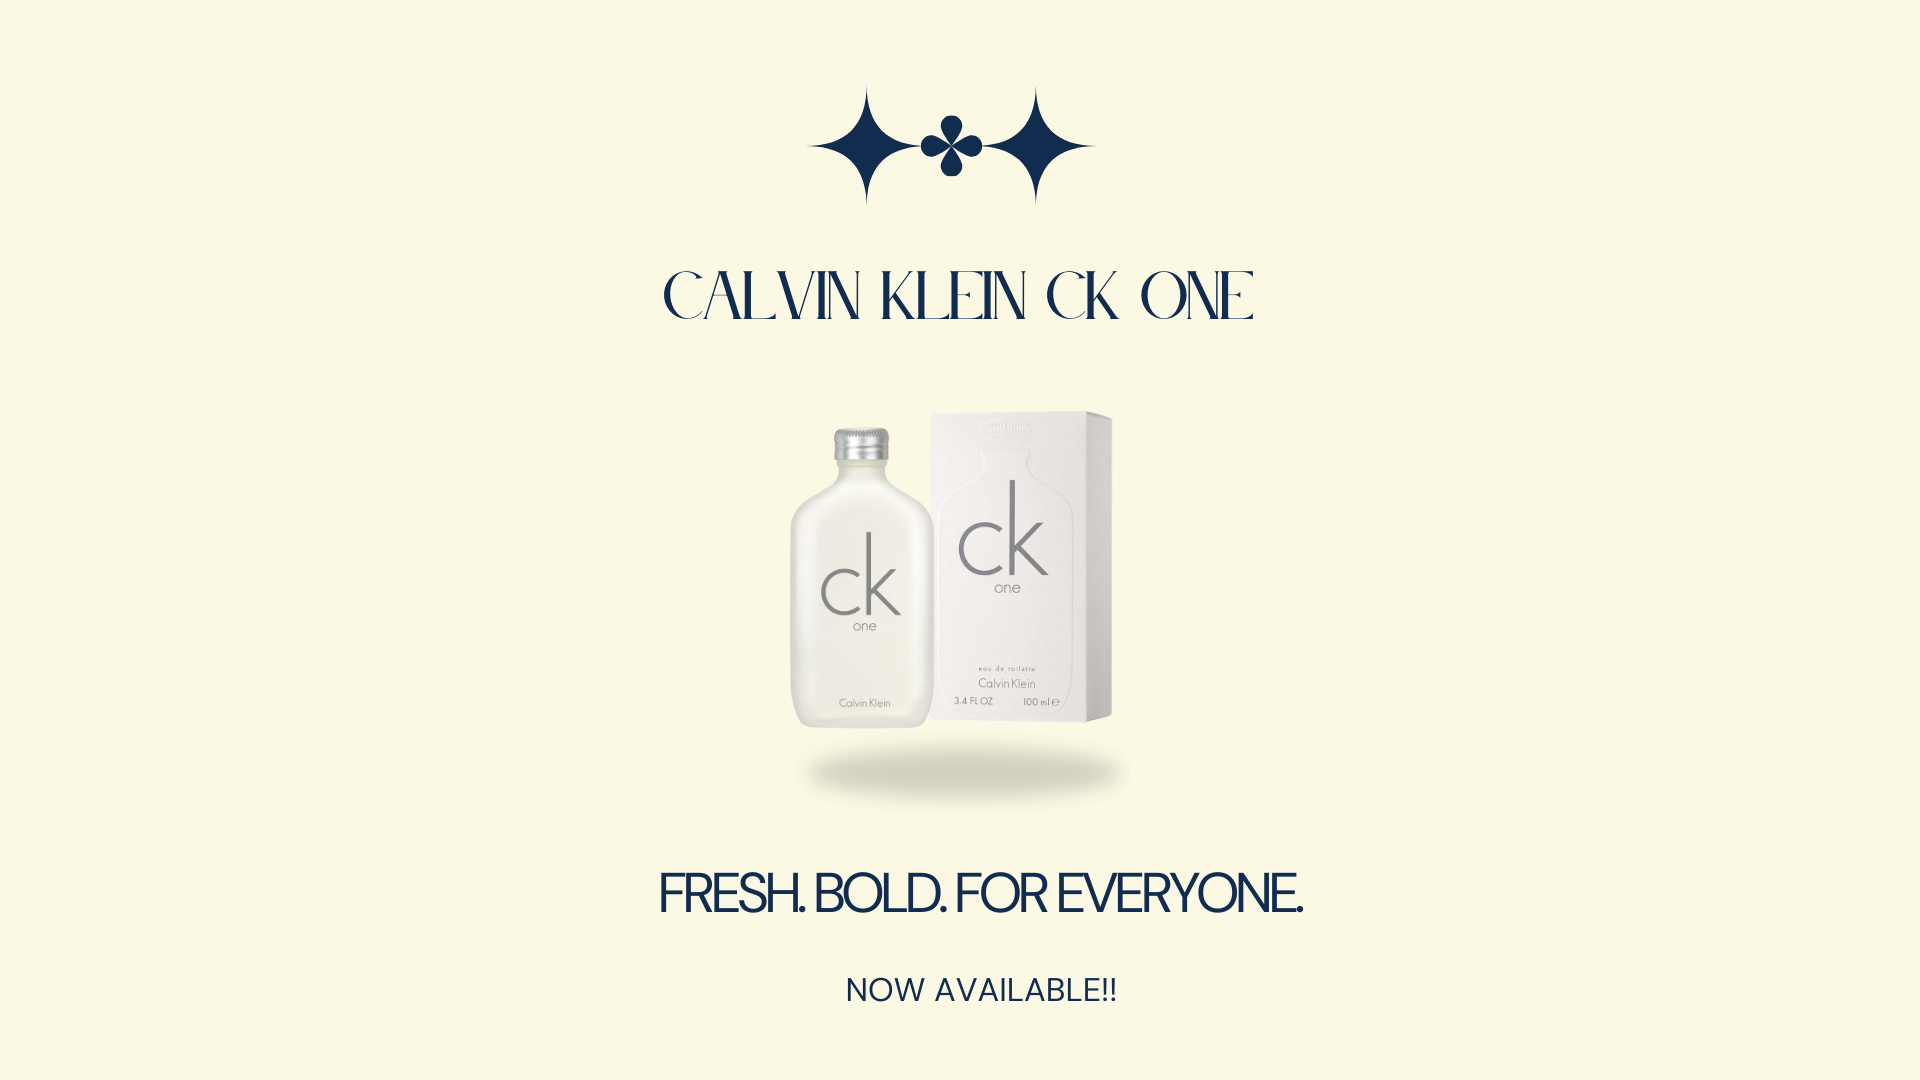 CALVIN KLEIN CK ONE
ck
one
Calvin Klein
ck
one
eau de toilette
Calvin Klein
3.4 FL OZ 100 ml ℮
FRESH. BOLD. FOR EVERYONE.
NOW AVAILABLE!!